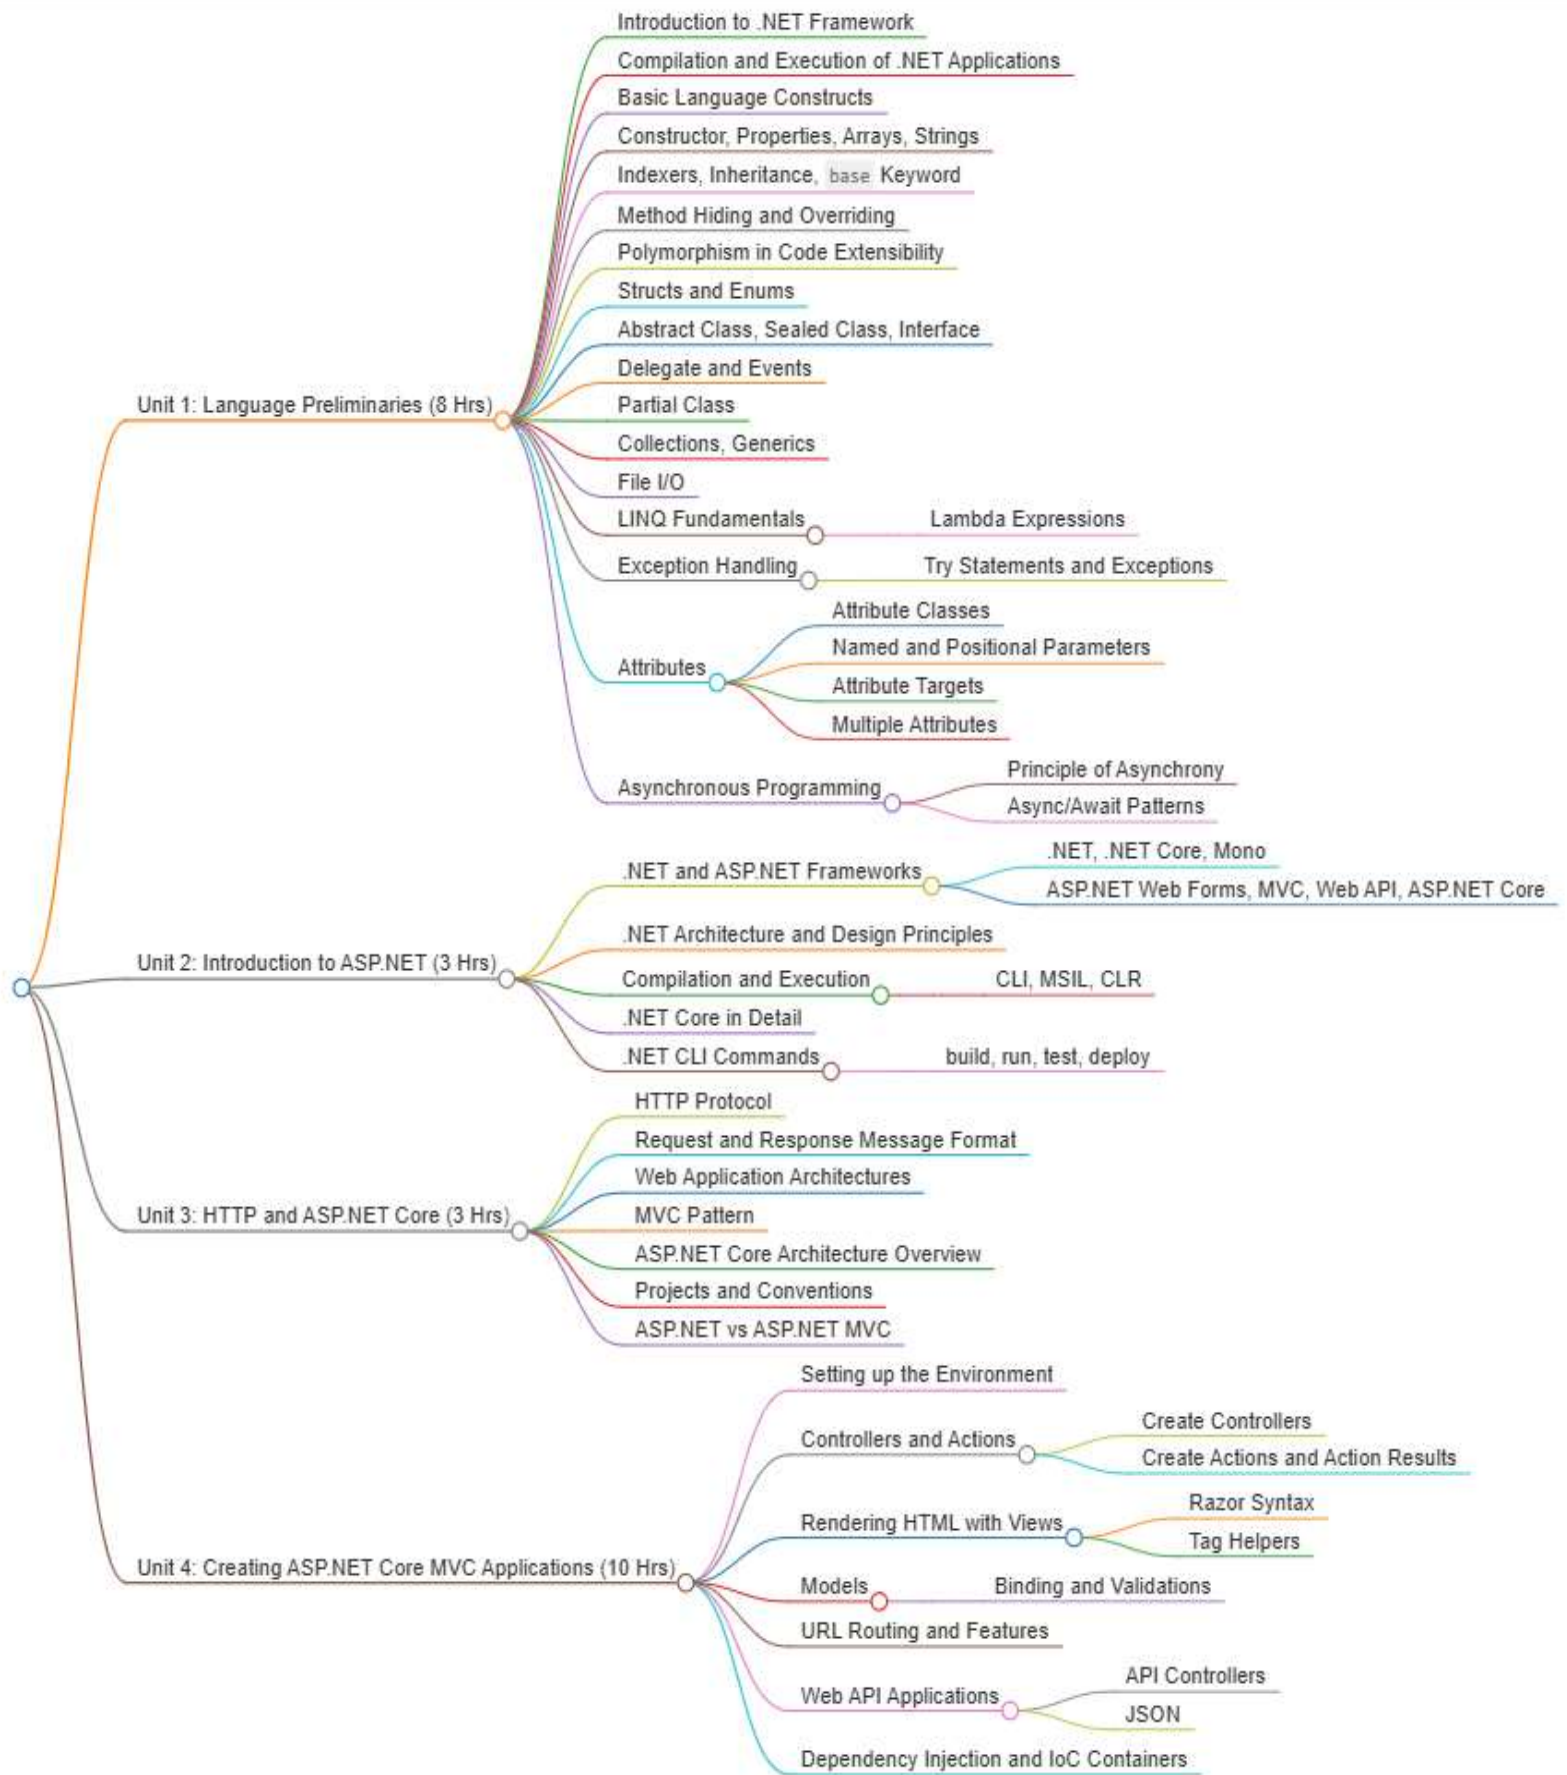 Unit 1: Language Preliminaries (8 Hrs)
Introduction to .NET Framework
Compilation and Execution of .NET Applications
Basic Language Constructs
Constructor, Properties, Arrays, Strings
Indexers, Inheritance, base Keyword
Method Hiding and Overriding
Polymorphism in Code Extensibility
Structs and Enums
Abstract Class, Sealed Class, Interface
Delegate and Events
Partial Class
Collections, Generics
File I/O
LINQ Fundamentals
Lambda Expressions
Exception Handling
Try Statements and Exceptions
Attributes
Attribute Classes
Named and Positional Parameters
Attribute Targets
Multiple Attributes
Asynchronous Programming
Principle of Asynchrony
Async/Await Patterns
Unit 2: Introduction to ASP.NET (3 Hrs)
.NET and ASP.NET Frameworks
.NET, .NET Core, Mono
ASP.NET Web Forms, MVC, Web API, ASP.NET Core
.NET Architecture and Design Principles
Compilation and Execution
CLI, MSIL, CLR
.NET Core in Detail
.NET CLI Commands
build, run, test, deploy
Unit 3: HTTP and ASP.NET Core (3 Hrs)
HTTP Protocol
Request and Response Message Format
Web Application Architectures
MVC Pattern
ASP.NET Core Architecture Overview
Projects and Conventions
ASP.NET vs ASP.NET MVC
Unit 4: Creating ASP.NET Core MVC Applications (10 Hrs)
Setting up the Environment
Controllers and Actions
Create Controllers
Create Actions and Action Results
Rendering HTML with Views
Razor Syntax
Tag Helpers
Models
Binding and Validations
URL Routing and Features
Web API Applications
API Controllers
JSON
Dependency Injection and IoC Containers